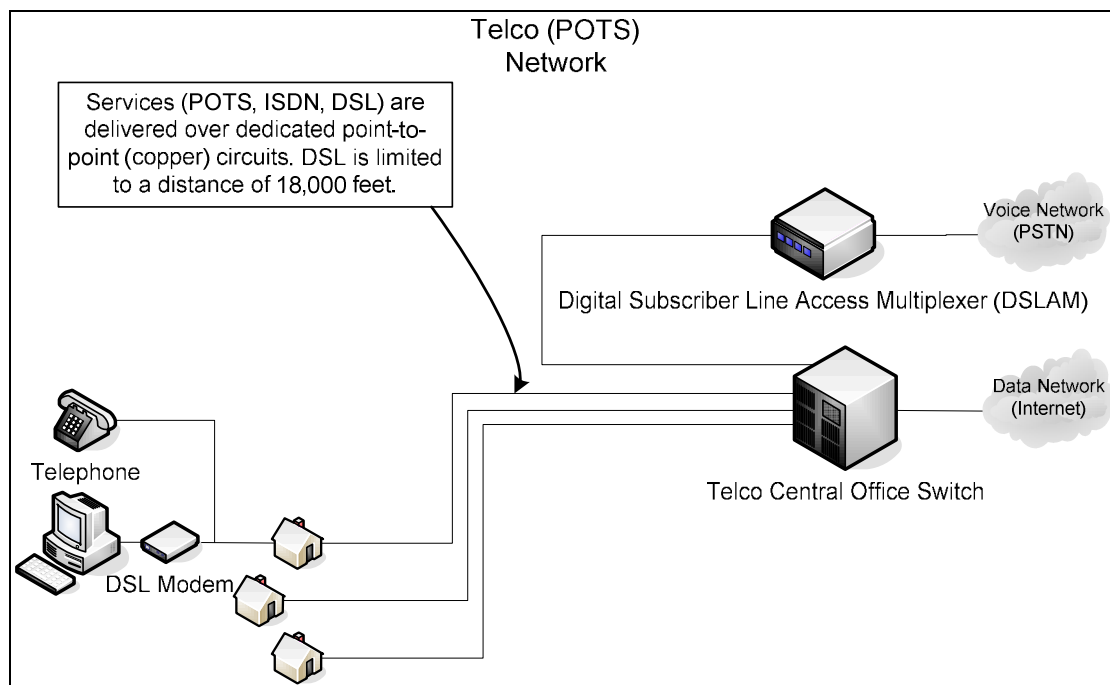 Telco (POTS)
Network
Services (POTS, ISDN, DSL) are
delivered over dedicated point-to-
point (copper) circuits. DSL is limited
to a distance of 18,000 feet.
Voice Network
(PSTN)
Digital Subscriber Line Access Multiplexer (DSLAM)
Data Network
(Internet)
Telephone
Telco Central Office Switch
DSL Modem